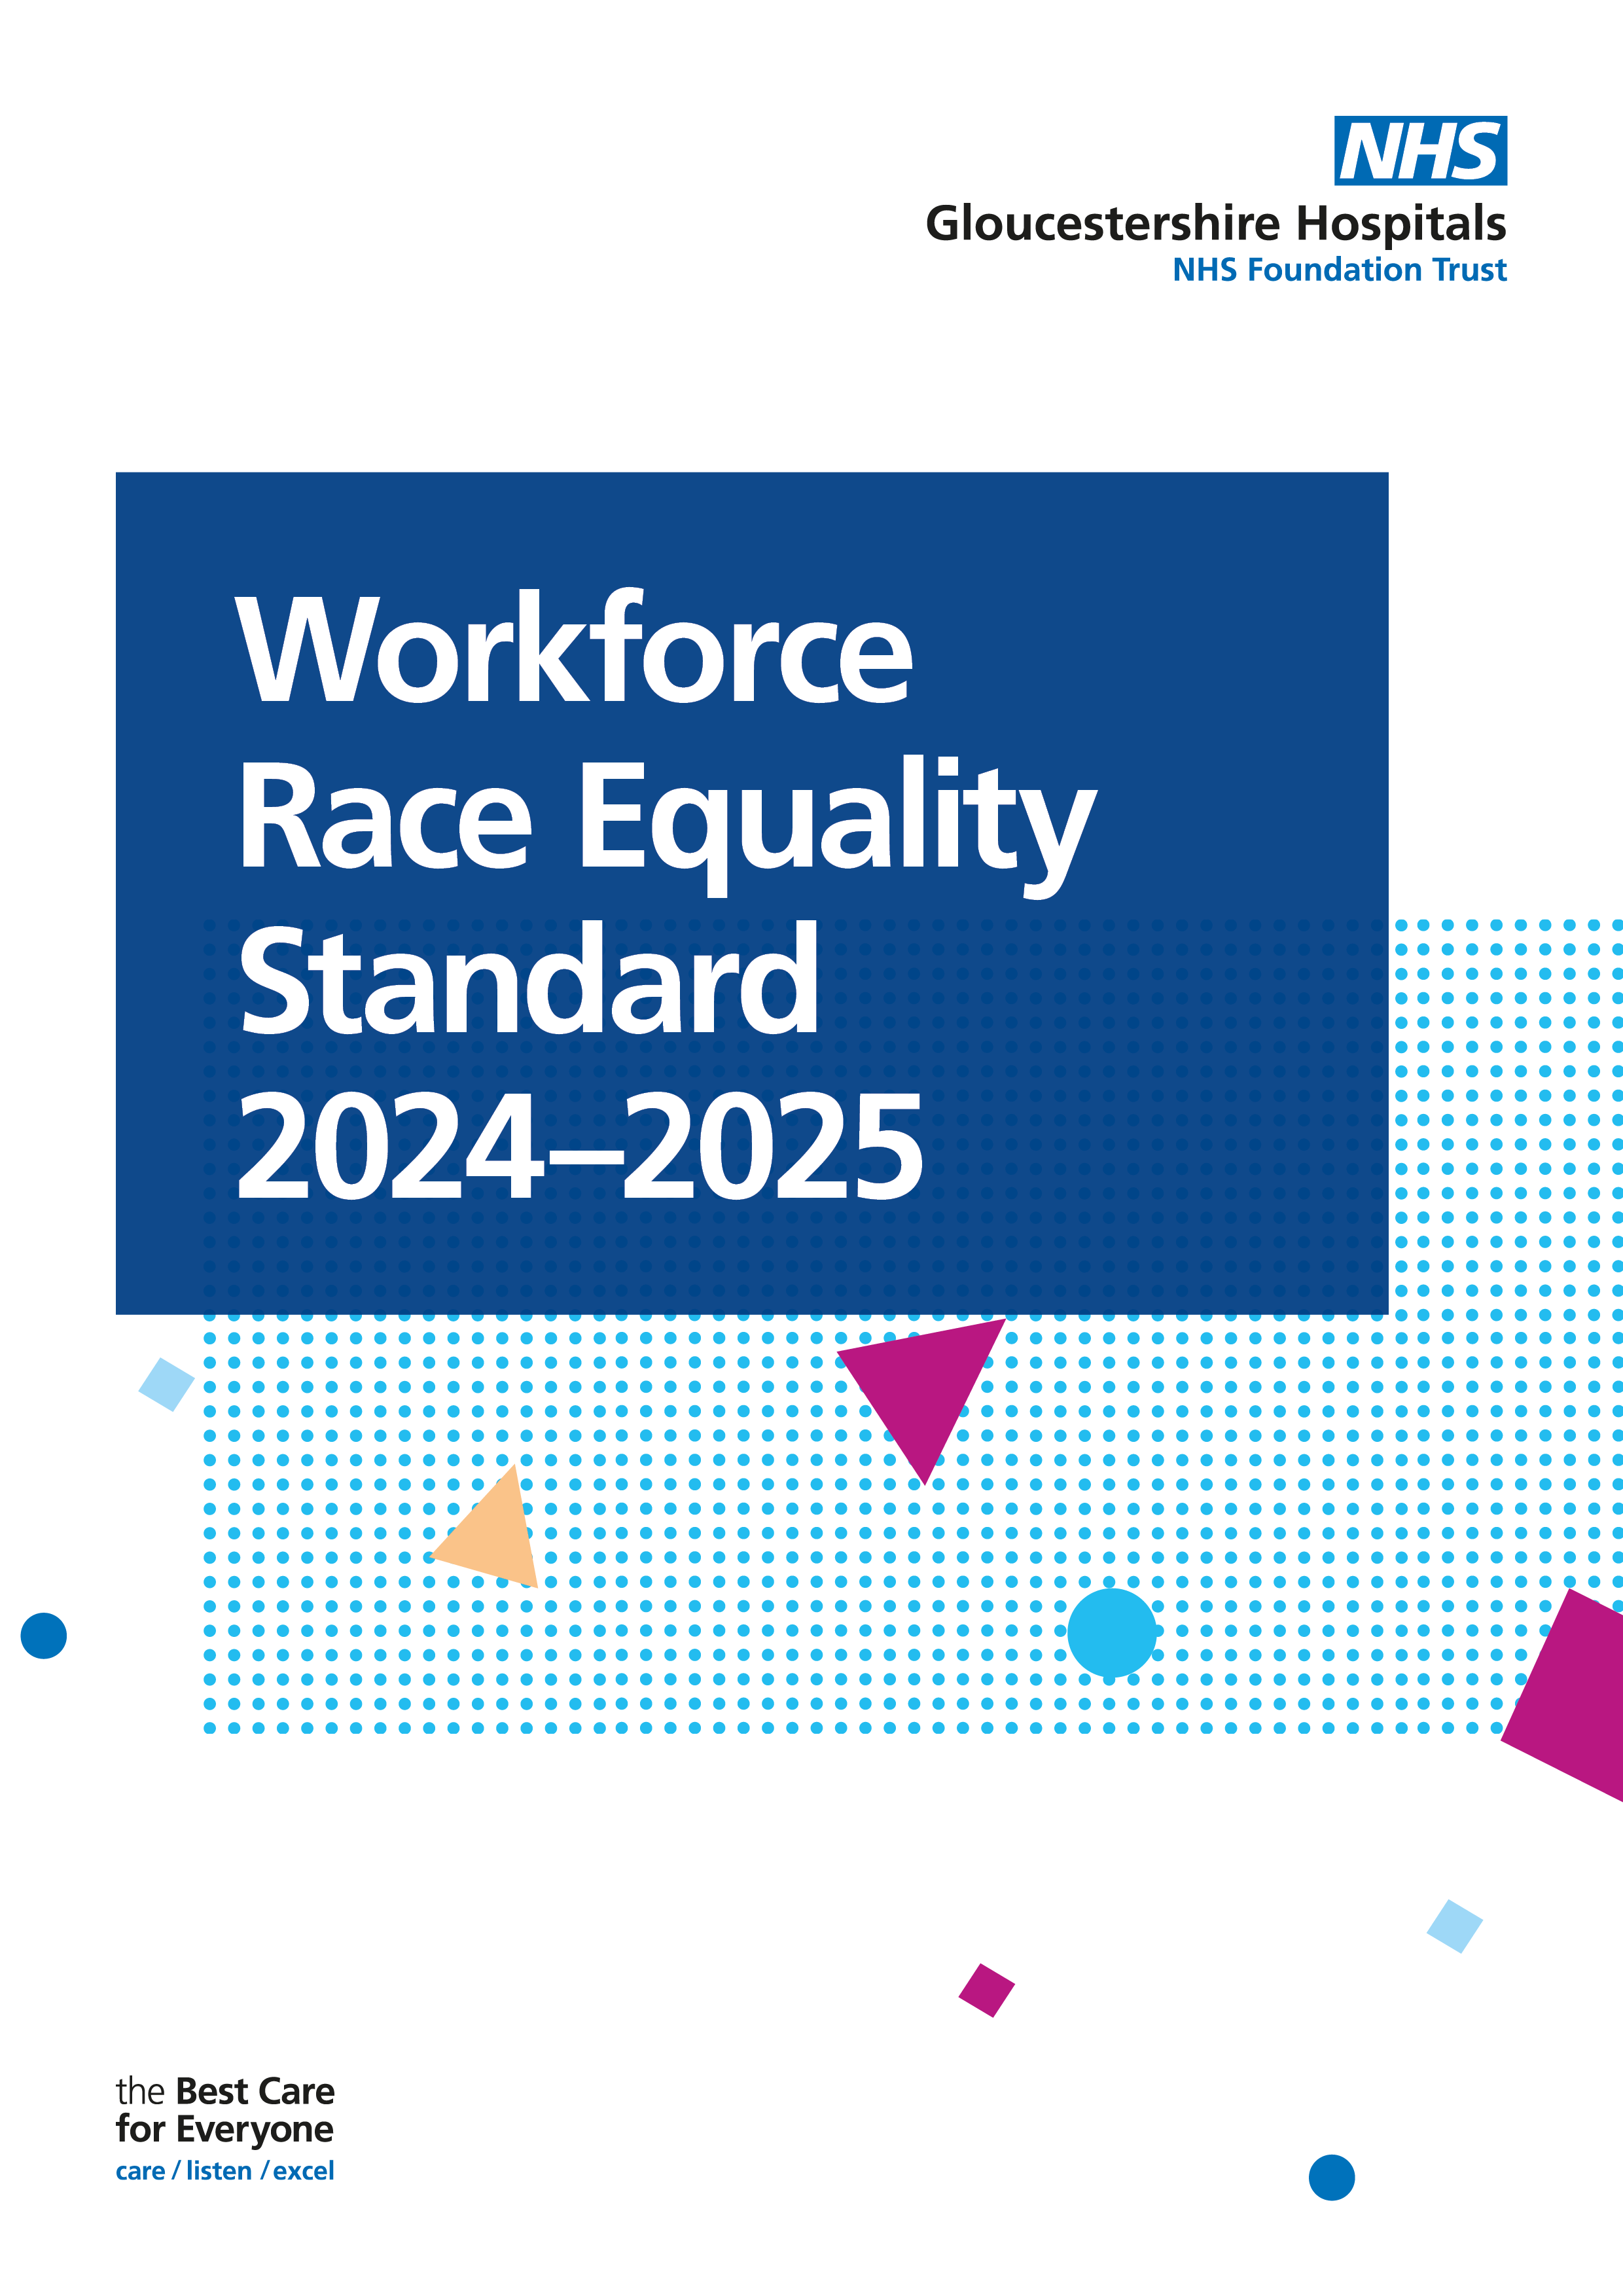 NHS
Gloucestershire Hospitals
NHS Foundation Trust
Workforce
Race Equality
Standard
2024–2025
the Best Care
for Everyone
care / listen / excel